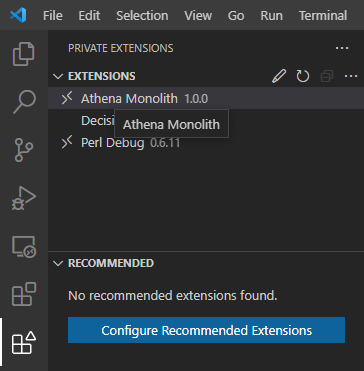 File Edit Selection View Go Run Terminal
PRIVATE EXTENSIONS
EXTENSIONS
Athena Monolith 1.0.0
Athena Monolith
Perl Debug 0.6.11
RECOMMENDED
No recommended extensions found.
Configure Recommended Extensions